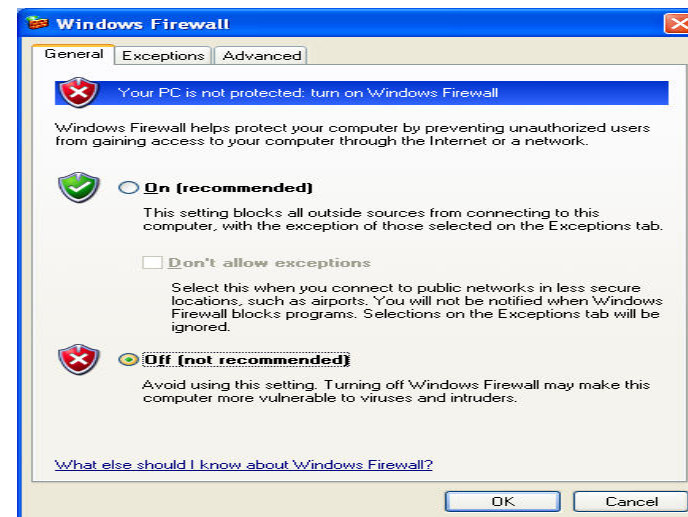 Windows Firewall
General Exceptions Advanced
Your PC is not protected: turn on Windows Firewall
Windows Firewall helps protect your computer by preventing unauthorized users
from gaining access to your computer through the Internet or a network.
On (recommended)
This setting blocks all outside sources from connecting to this
computer, with the exception of those selected on the Exceptions tab.
Don't allow exceptions
Select this when you connect to public networks in less secure
locations, such as airports. You will not be notified when Windows
Firewall blocks programs. Selections on the Exceptions tab will be
ignored.
Off (not recommended)
Avoid using this setting. Turning off Windows Firewall may make this
computer more vulnerable to viruses and intruders.
What else should I know about Windows Firewall?
OK Cancel